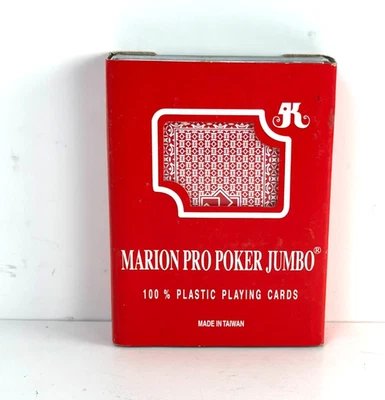 MARION PRO POKER JUMBO®
100 % PLASTIC PLAYING CARDS
MADE IN TAIWAN